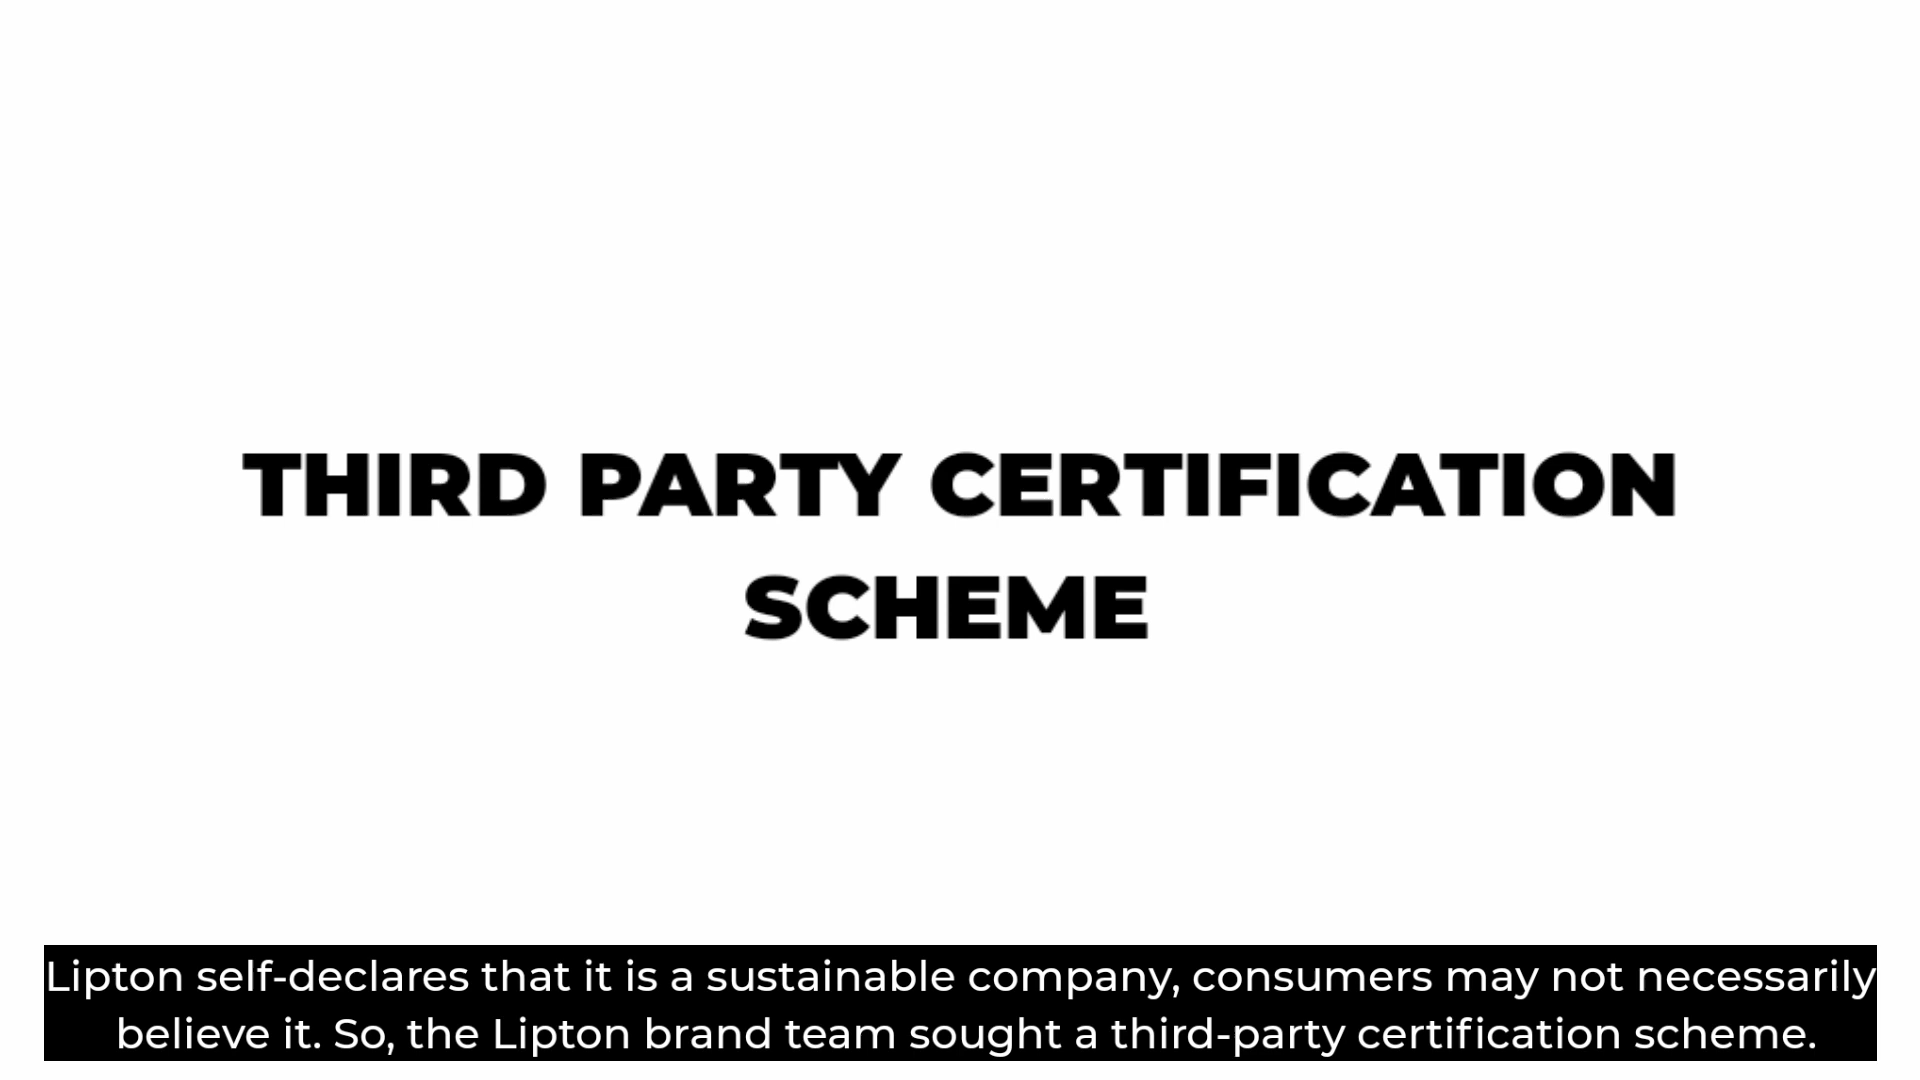 THIRD PARTY CERTIFICATION
SCHEME
Lipton self-declares that it is a sustainable company, consumers may not necessarily
believe it. So, the Lipton brand team sought a third-party certification scheme.